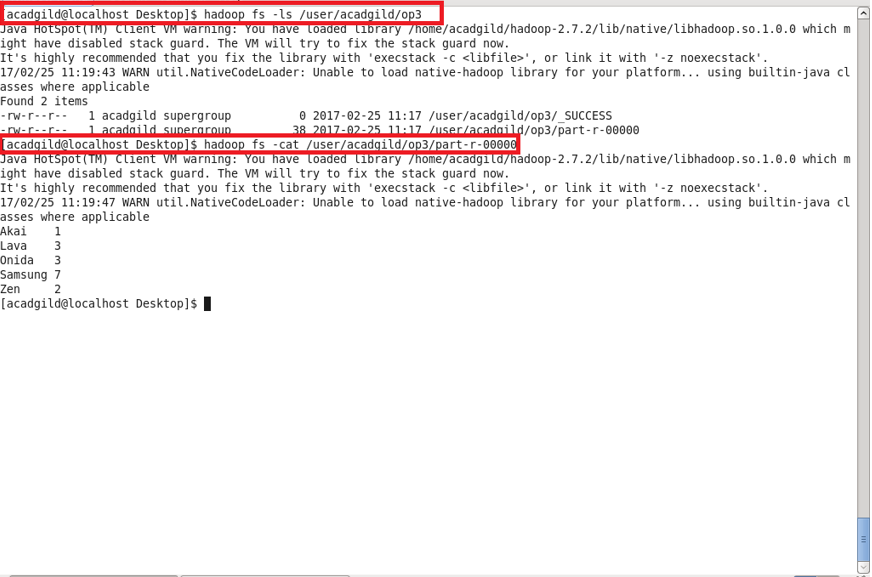 [acadgild@localhost Desktop]$ hadoop fs -ls /user/acadgild/op3
Java HotSpot(TM) Client VM warning: You have loaded library /home/acadgild/hadoop-2.7.2/lib/native/libhadoop.so.1.0.0 which m
ight have disabled stack guard. The VM will try to fix the stack guard now.
It's highly recommended that you fix the library with 'execstack -c <libfile>', or link it with '-z noexecstack'.
17/02/25 11:19:43 WARN util.NativeCodeLoader: Unable to load native-hadoop library for your platform... using builtin-java cl
asses where applicable
Found 2 items
-rw-r--r--   1 acadgild supergroup          0 2017-02-25 11:17 /user/acadgild/op3/_SUCCESS
-rw-r--r--   1 acadgild supergroup         38 2017-02-25 11:17 /user/acadgild/op3/part-r-00000
[acadgild@localhost Desktop]$ hadoop fs -cat /user/acadgild/op3/part-r-00000
Java HotSpot(TM) Client VM warning: You have loaded library /home/acadgild/hadoop-2.7.2/lib/native/libhadoop.so.1.0.0 which m
ight have disabled stack guard. The VM will try to fix the stack guard now.
It's highly recommended that you fix the library with 'execstack -c <libfile>', or link it with '-z noexecstack'.
17/02/25 11:19:47 WARN util.NativeCodeLoader: Unable to load native-hadoop library for your platform... using builtin-java cl
asses where applicable
Akai    1
Lava    3
Onida   3
Samsung 7
Zen     2
[acadgild@localhost Desktop]$